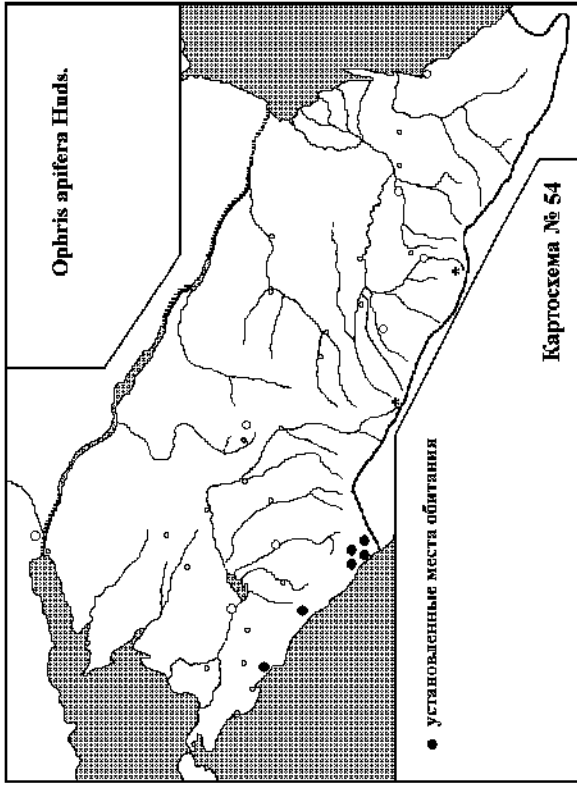 Ophris apifera Huds.
● установленные места обитания
Картосхема № 54